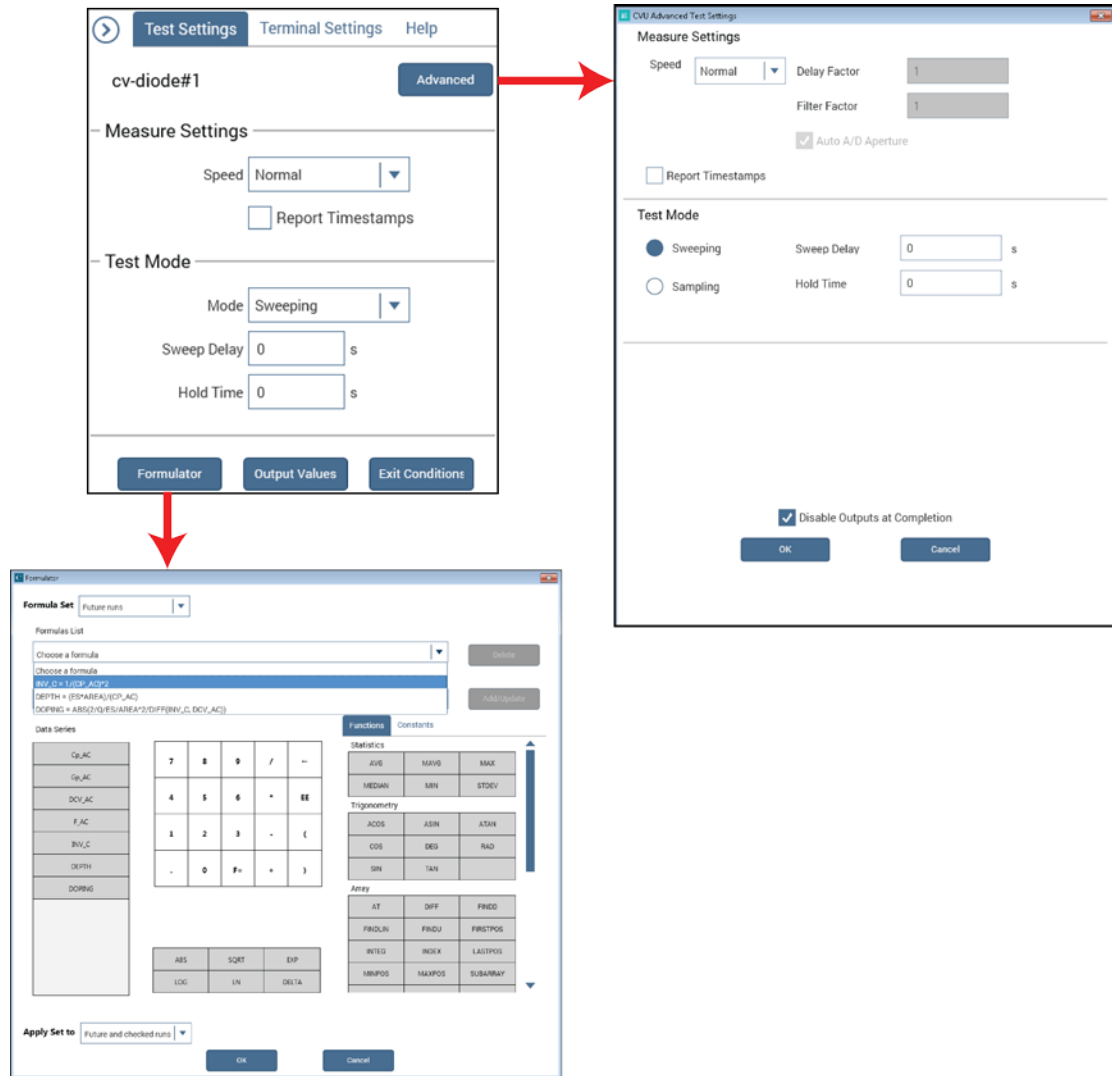 Test Settings Terminal Settings Help
cv-diode#1 Advanced
Measure Settings
Speed Normal
Report Timestamps
Test Mode
Mode Sweeping
Sweep Delay 0 s
Hold Time 0 s
Formulator Output Values Exit Conditions
CVU Advanced Test Settings
Measure Settings
Speed Normal Delay Factor 1
Filter Factor 1
Auto A/D Aperture
Report Timestamps
Test Mode
Sweeping Sweep Delay 0 s
Sampling Hold Time 0 s
Disable Outputs at Completion
OK Cancel
Formulator
Formula Set Future runs
Formulas List
Choose a formula Delete
Choose a formula
INV_C = 1/(CP_AC)^2
DEPTH = (ES*AREA)/(CP_AC) Add/Update
DOPING = ABS(2/Q/ES/AREA^2/DIFF(INV_C, DCV_AC))
Data Series Functions Constants
Cp_AC
Gp_AC
DCV_AC
F_AC
INV_C
DEPTH
DOPING
7 8 9 / ←
4 5 6 * EE
1 2 3 - (
. 0 F= + )
ABS SQRT EXP
LOG LN DELTA
Statistics
AVG MAVG MAX
MEDIAN MIN STDEV
Trigonometry
ACOS ASIN ATAN
COS DEG RAD
SIN TAN
Array
AT DIFF FINDD
FINDLIN FINDU FIRSTPOS
INTEG INDEX LASTPOS
MINPOS MAXPOS SUBARRAY
Apply Set to Future and checked runs
OK Cancel